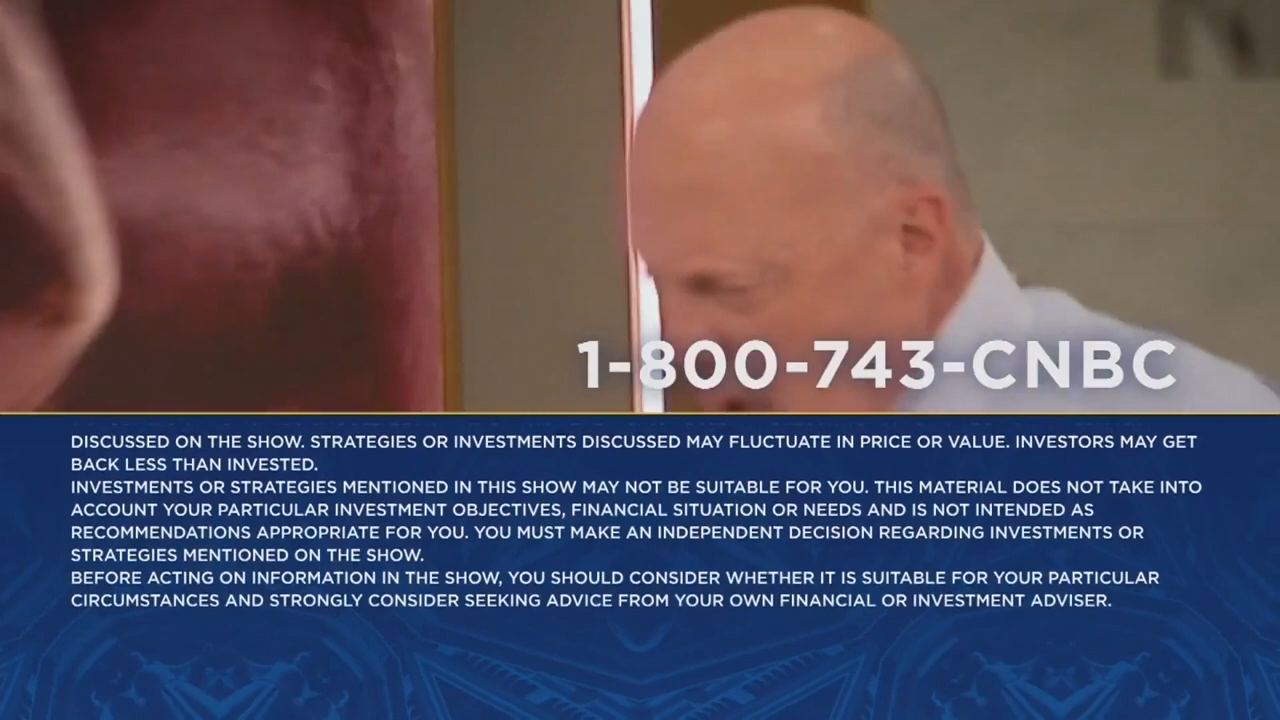 1-800-743-CNBC
DISCUSSED ON THE SHOW. STRATEGIES OR INVESTMENTS DISCUSSED MAY FLUCTUATE IN PRICE OR VALUE. INVESTORS MAY GET
BACK LESS THAN INVESTED.
INVESTMENTS OR STRATEGIES MENTIONED IN THIS SHOW MAY NOT BE SUITABLE FOR YOU. THIS MATERIAL DOES NOT TAKE INTO
ACCOUNT YOUR PARTICULAR INVESTMENT OBJECTIVES, FINANCIAL SITUATION OR NEEDS AND IS NOT INTENDED AS
RECOMMENDATIONS APPROPRIATE FOR YOU. YOU MUST MAKE AN INDEPENDENT DECISION REGARDING INVESTMENTS OR
STRATEGIES MENTIONED ON THE SHOW.
BEFORE ACTING ON INFORMATION IN THE SHOW, YOU SHOULD CONSIDER WHETHER IT IS SUITABLE FOR YOUR PARTICULAR
CIRCUMSTANCES AND STRONGLY CONSIDER SEEKING ADVICE FROM YOUR OWN FINANCIAL OR INVESTMENT ADVISER.